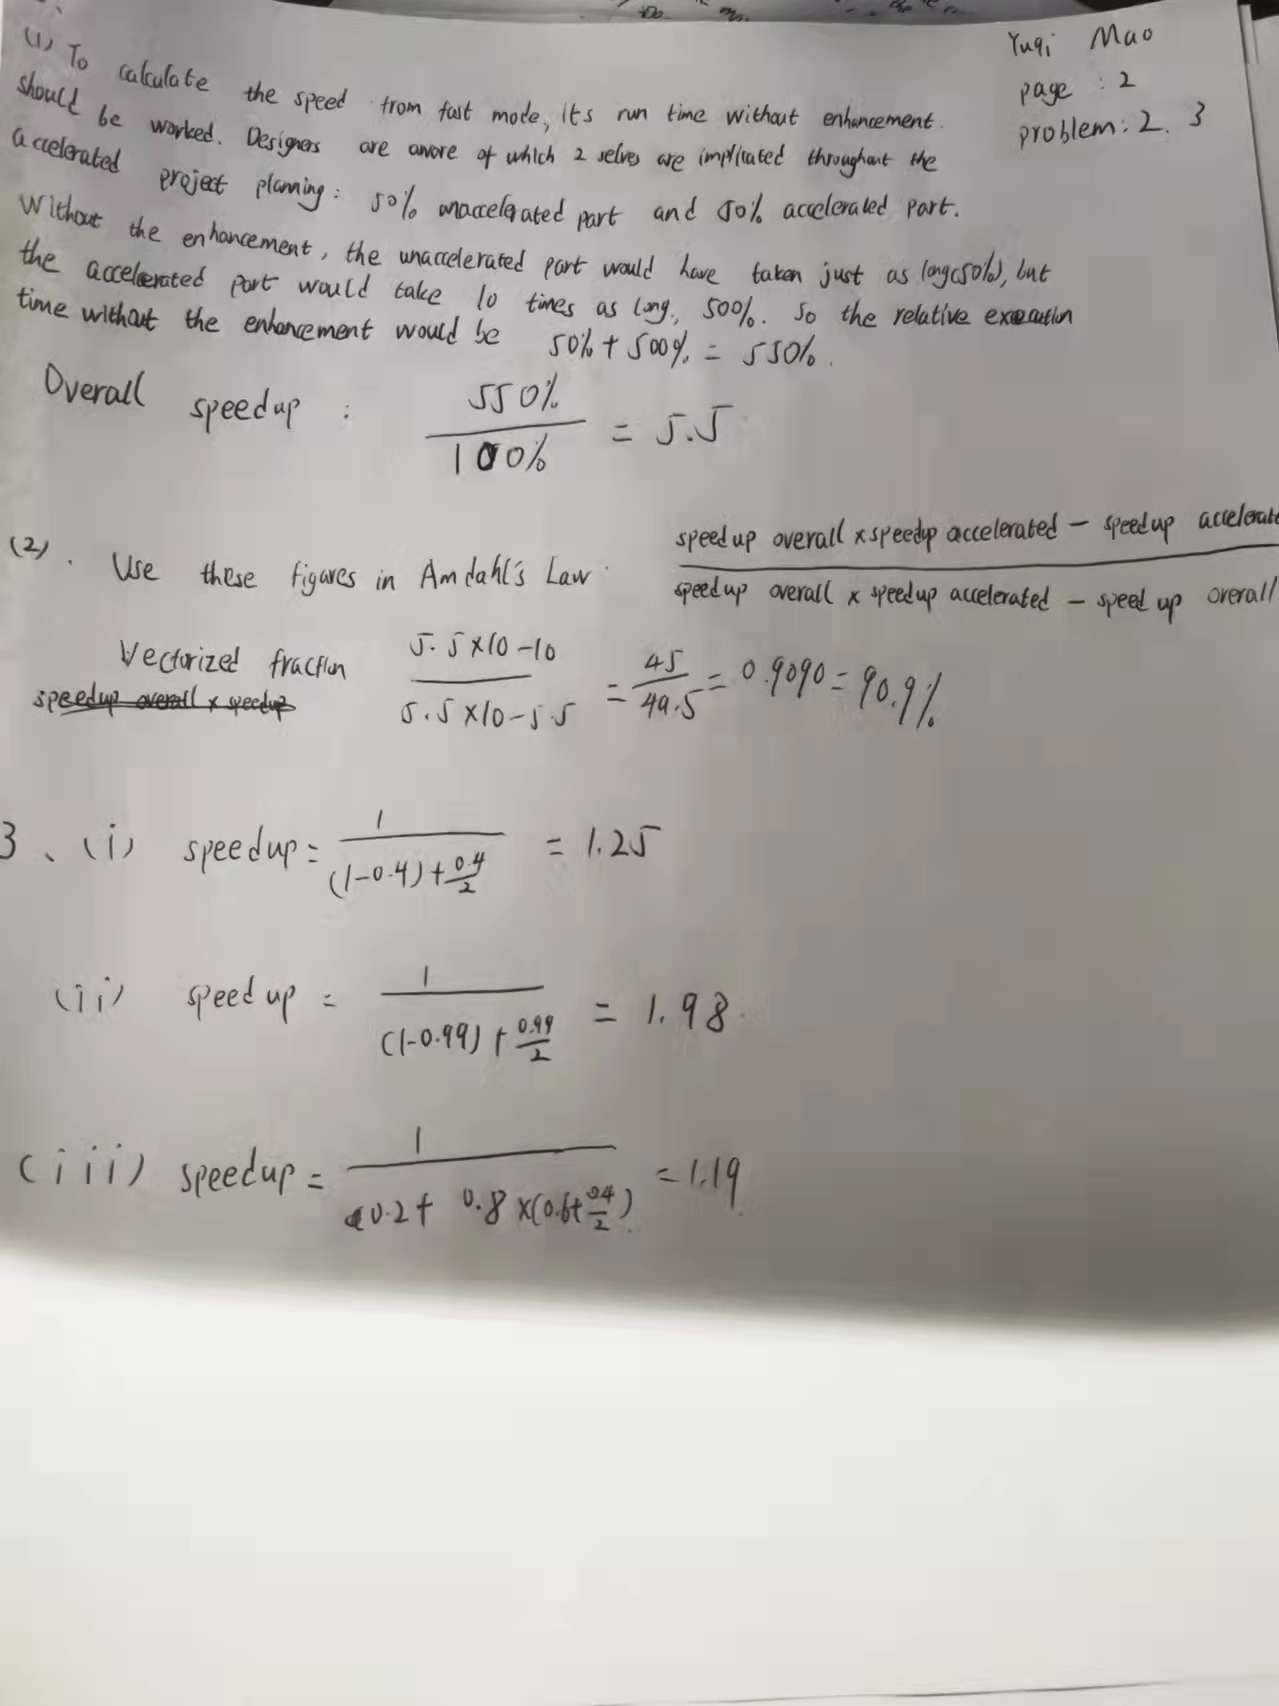 Yuqi Mao
page : 2
problem: 2. 3
(1) To calculate the speed from fast mode, it's run time without enhancement.
should be worked. Designers are aware of which 2 selves are implicated throughout the
accelerated project planning: 50% unaccelerated part and 50% accelerated part.
Without the enhancement, the unaccelerated part would have taken just as long(50%), but
the accelerated part would take 10 times as long, 500%. So the relative execution
time without the enhancement would be 50% + 500% = 550%.
Overall speedup : 550% / 100% = 5.5
(2). Use these figures in Amdahl's Law.
speedup overall x speedup accelerated - speedup accelerate
speedup overall x speedup accelerated - speed up overall
Vectorized fraction 5.5x10-10 / 5.5x10-5.5 = 45/49.5 = 0.9090 = 90.9%
speedup overall x speedup
3、(i) speedup = 1 / (1-0.4)+0.4/2 = 1.25
(ii) speed up = 1 / (1-0.99)+0.99/2 = 1.98.
(iii) speedup = 1 / 0.2+ 0.8 x(0.6+0.4/2) = 1.19